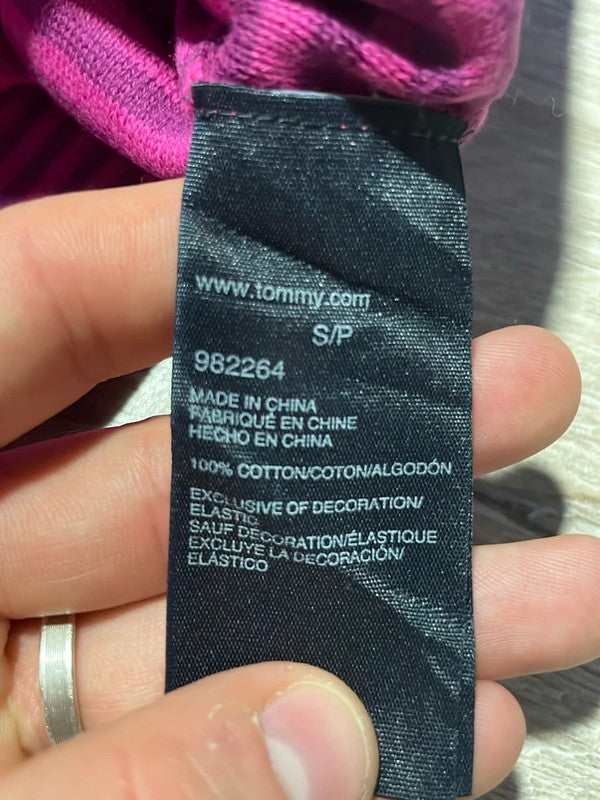 www.tommy.com
S/P
982264
MADE IN CHINA
FABRIQUÉ EN CHINE
HECHO EN CHINA
100% COTTON/COTON/ALGODÓN
EXCLUSIVE OF DECORATION/
ELASTIC
SAUF DECORATION/ÉLASTIQUE
EXCLUYE LA DECORACIÓN/
ELÁSTICO